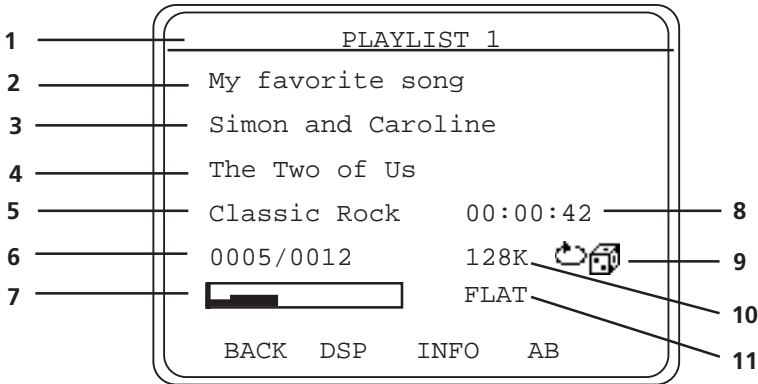 1 PLAYLIST 1
2 My favorite song
3 Simon and Caroline
4 The Two of Us
5 Classic Rock 00:00:42 8
6 0005/0012 128K 9
7 FLAT 10
BACK DSP INFO AB 11